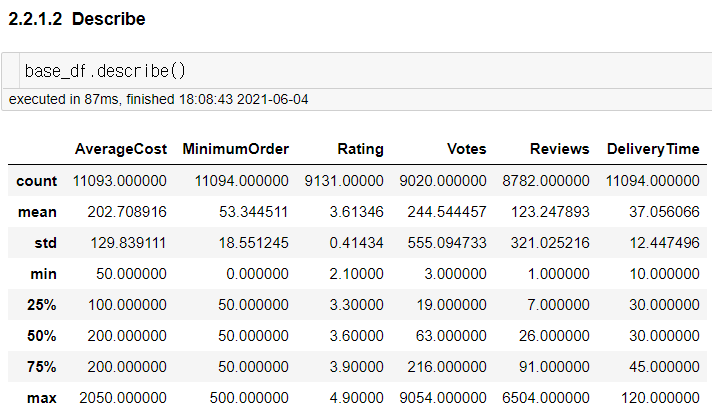 2.2.1.2 Describe
base_df.describe()
executed in 87ms, finished 18:08:43 2021-06-04
AverageCost MinimumOrder Rating Votes Reviews DeliveryTime
count 11093.000000 11094.000000 9131.00000 9020.000000 8782.000000 11094.000000
mean 202.708916 53.344511 3.61346 244.544457 123.247893 37.056066
std 129.839111 18.551245 0.41434 555.094733 321.025216 12.447496
min 50.000000 0.000000 2.10000 3.000000 1.000000 10.000000
25% 100.000000 50.000000 3.30000 19.000000 7.000000 30.000000
50% 200.000000 50.000000 3.60000 63.000000 26.000000 30.000000
75% 200.000000 50.000000 3.90000 216.000000 91.000000 45.000000
max 2050.000000 500.000000 4.90000 9054.000000 6504.000000 120.000000